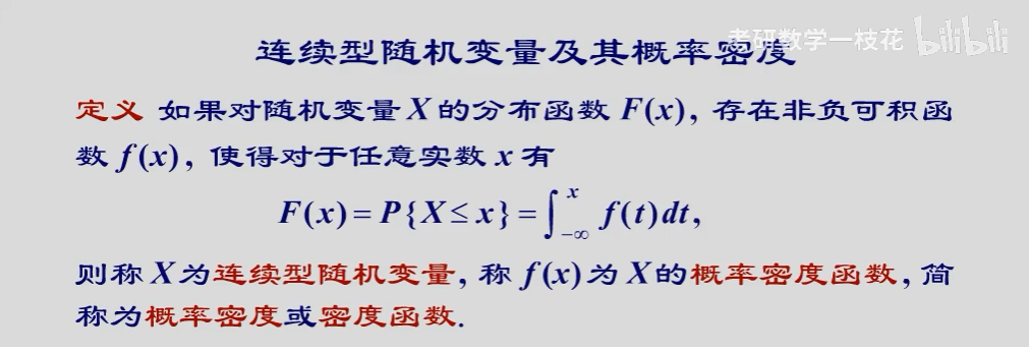 老研数学一枝花 bilibili
连续型随机变量及其概率密度
定义 如果对随机变量 X 的分布函数 F(x), 存在非负可积函
数 f(x), 使得对于任意实数 x 有
F(x) = P{X ≤ x} = ∫_{-∞}^{x} f(t)dt,
则称 X 为连续型随机变量, 称 f(x) 为 X 的概率密度函数, 简
称为概率密度或密度函数.